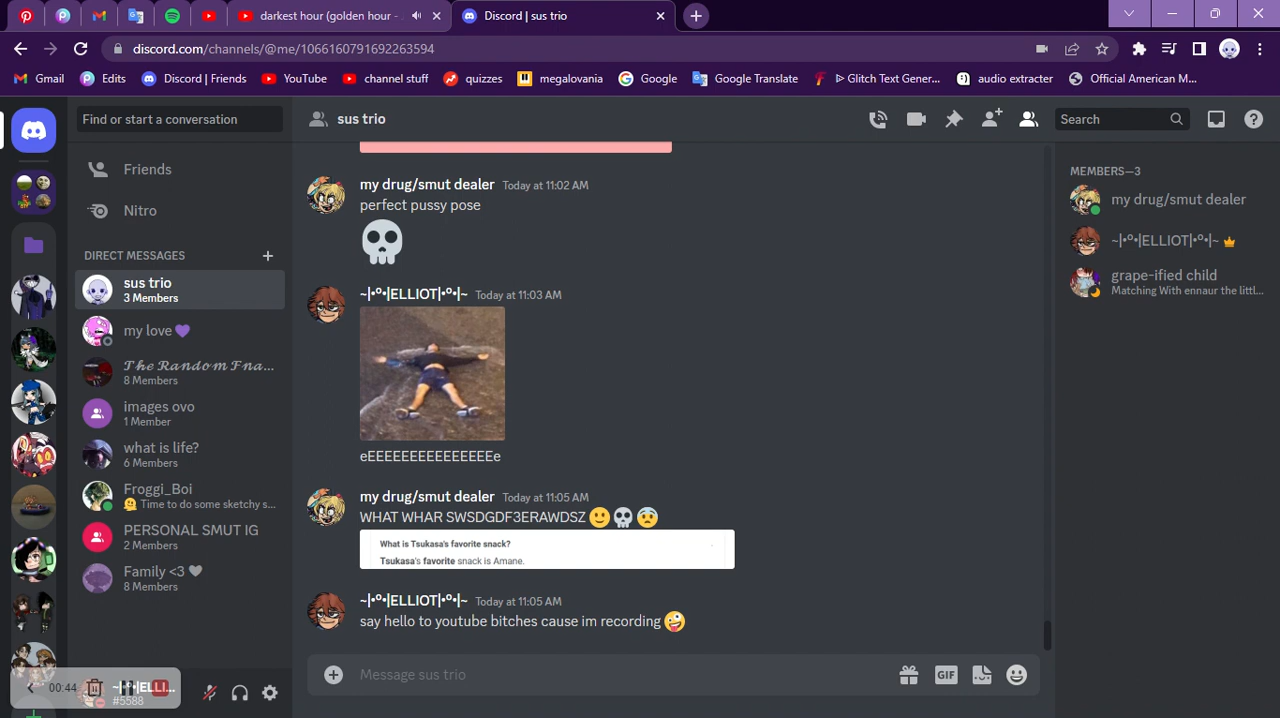 darkest hour (golden hour -
Discord | sus trio
discord.com/channels/@me/1066160791692263594
Gmail
Edits
Discord | Friends
YouTube
channel stuff
quizzes
megalovania
Google
Google Translate
Glitch Text Gener...
audio extracter
Official American M...
Find or start a conversation
sus trio
Search
Friends
Nitro
DIRECT MESSAGES
sus trio
3 Members
my love 💜
𝓣𝓱𝓮 𝓡𝓪𝓷𝓭𝓸𝓶 𝓕𝓷𝓪...
8 Members
images ovo
1 Member
what is life?
6 Members
Froggi_Boi
Time to do some sketchy s...
PERSONAL SMUT IG
2 Members
Family <3
8 Members
00:44
~|•º•|ELLI...
#5588
my drug/smut dealer Today at 11:02 AM
perfect pussy pose
💀
~|•º•|ELLIOT|•º•|~ Today at 11:03 AM
eEEEEEEEEEEEEEEEe
my drug/smut dealer Today at 11:05 AM
WHAT WHAR SWSDGDF3ERAWDSZ 🙂💀😨
What is Tsukasa's favorite snack?
Tsukasa's favorite snack is Amane.
~|•º•|ELLIOT|•º•|~ Today at 11:05 AM
say hello to youtube bitches cause im recording 🤪
Message sus trio
GIF
MEMBERS—3
my drug/smut dealer
~|•º•|ELLIOT|•º•|~
grape-ified child
Matching With ennaur the littl...